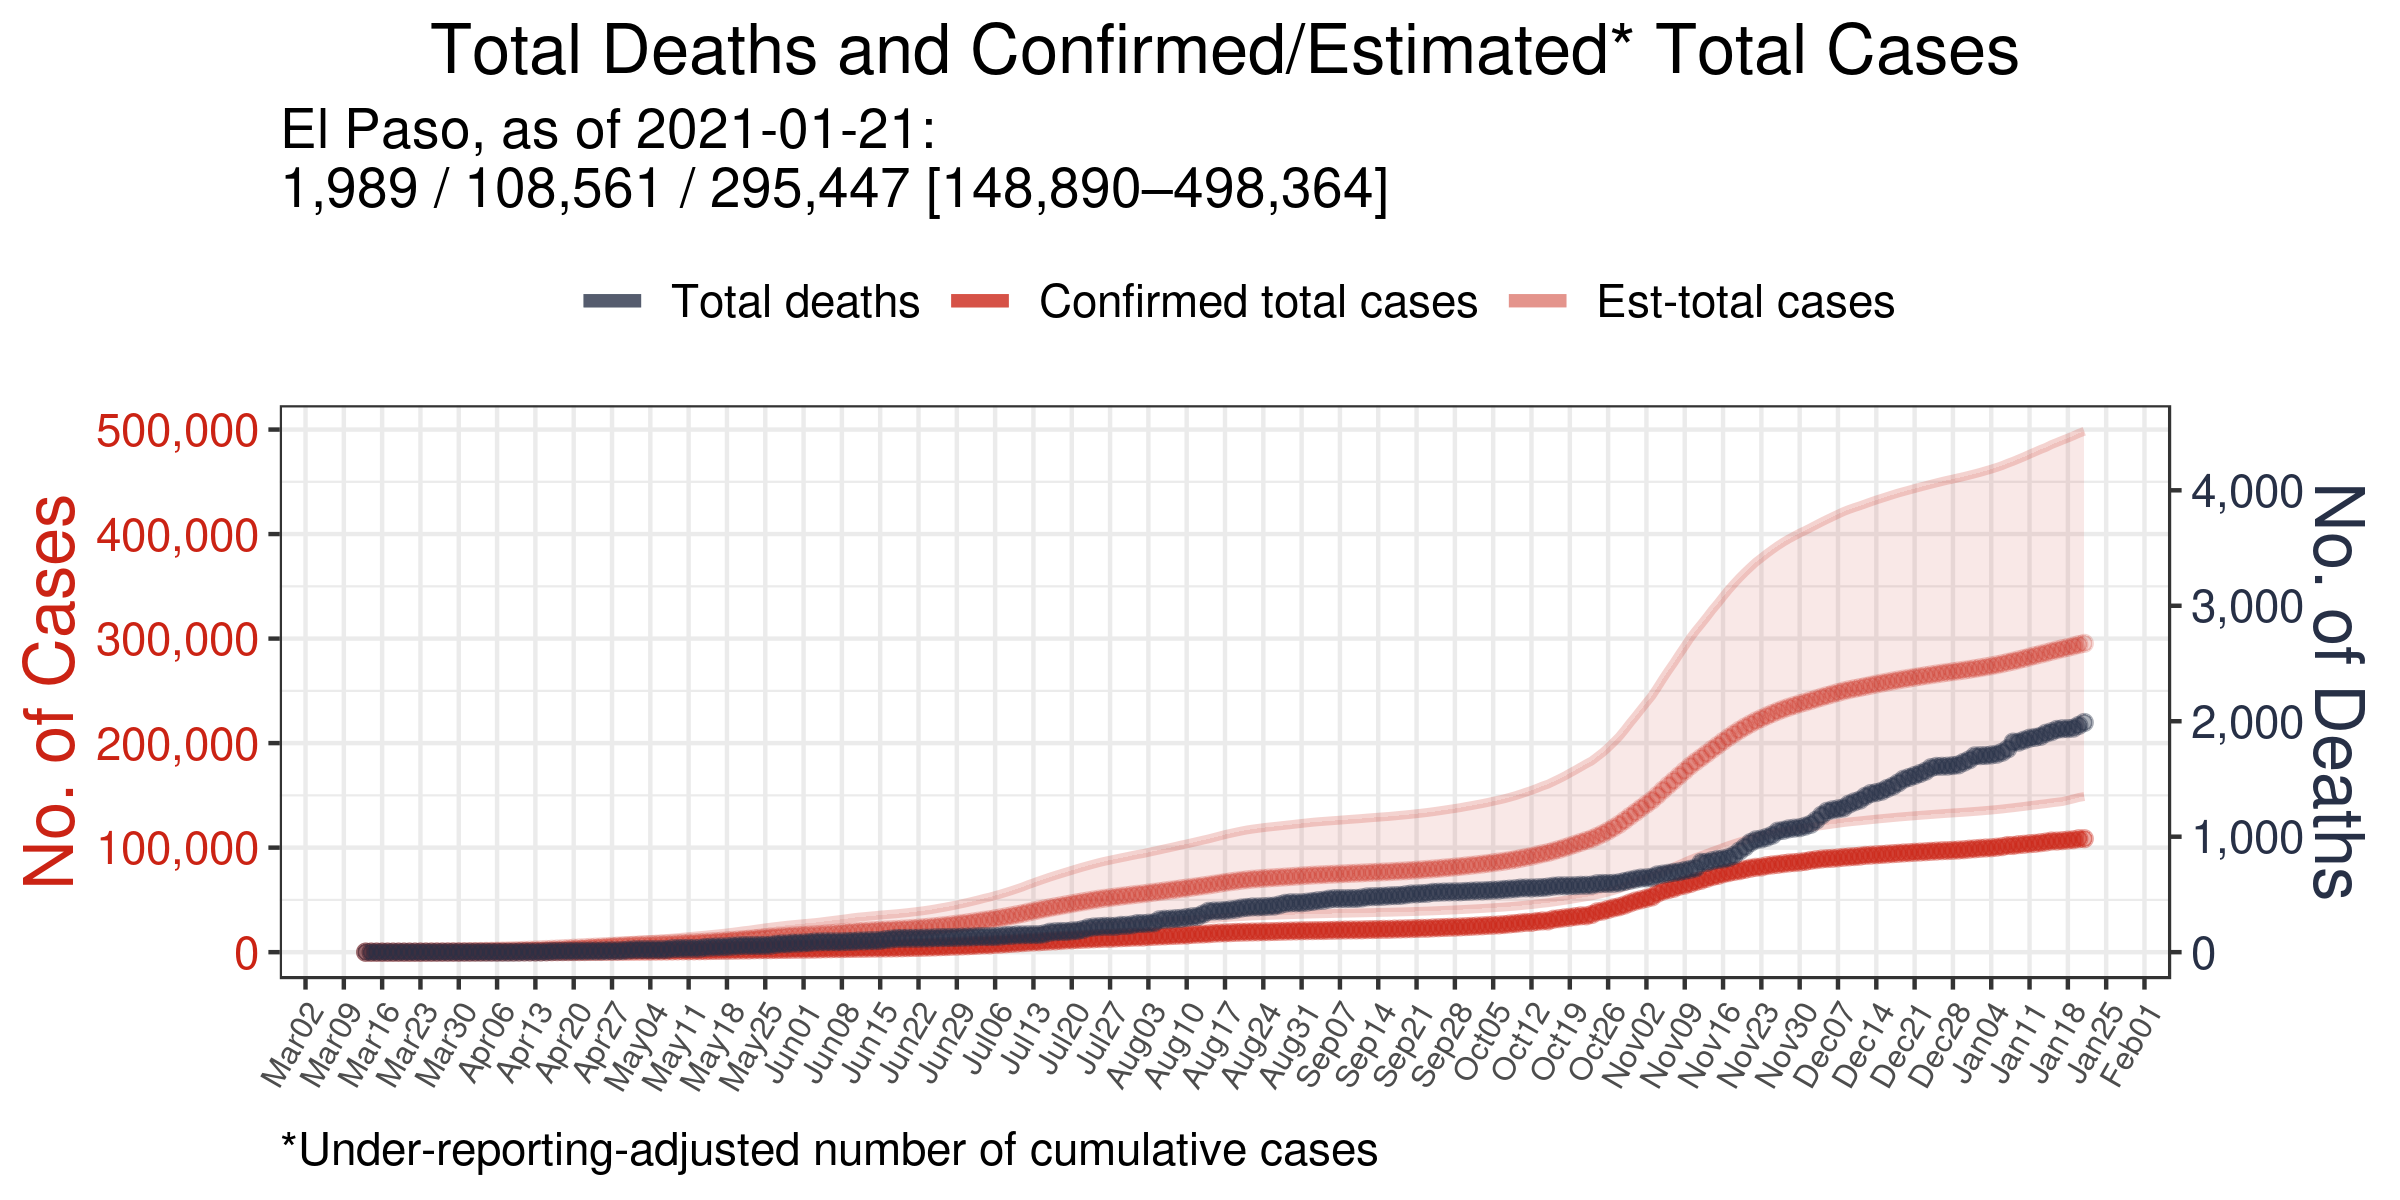 Total Deaths and Confirmed/Estimated* Total Cases
El Paso, as of 2021-01-21:
1,989 / 108,561 / 295,447 [148,890–498,364]
Total deaths
Confirmed total cases
Est-total cases
No. of Cases
500,000
400,000
300,000
200,000
100,000
0
4,000
3,000
2,000
1,000
0
No. of Deaths
Mar02
Mar09
Mar16
Mar23
Mar30
Apr06
Apr13
Apr20
Apr27
May04
May11
May18
May25
Jun01
Jun08
Jun15
Jun22
Jun29
Jul06
Jul13
Jul20
Jul27
Aug03
Aug10
Aug17
Aug24
Aug31
Sep07
Sep14
Sep21
Sep28
Oct05
Oct12
Oct19
Oct26
Nov02
Nov09
Nov16
Nov23
Nov30
Dec07
Dec14
Dec21
Dec28
Jan04
Jan11
Jan18
Jan25
Feb01
*Under-reporting-adjusted number of cumulative cases